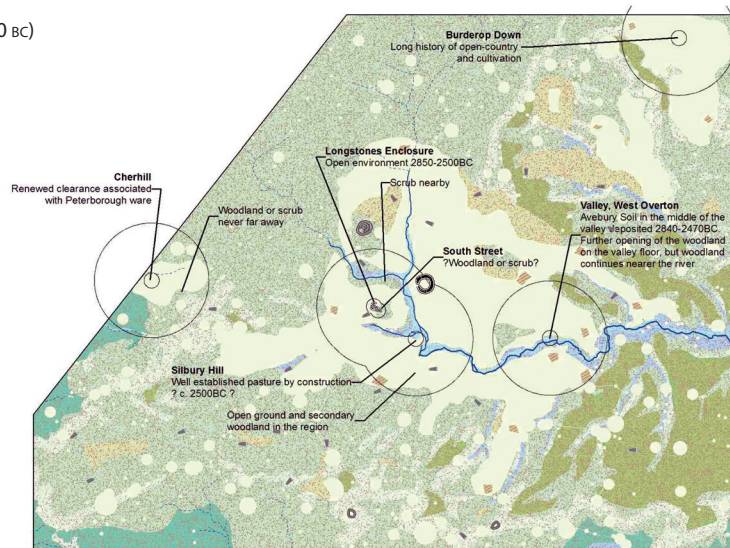 0 BC)
Burderop Down
Long history of open-country
and cultivation
Longstones Enclosure
Open environment 2850-2500BC
Cherhill
Renewed clearance associated
with Peterborough ware
Scrub nearby
Woodland or scrub
never far away
Valley, West Overton
Avebury Soil in the middle of the
valley deposited 2840-2470BC.
Further opening of the woodland
on the valley floor, but woodland
continues nearer the river.
South Street
?Woodland or scrub?
Silbury Hill
Well established pasture by construction
? c. 2500BC ?
Open ground and secondary
woodland in the region